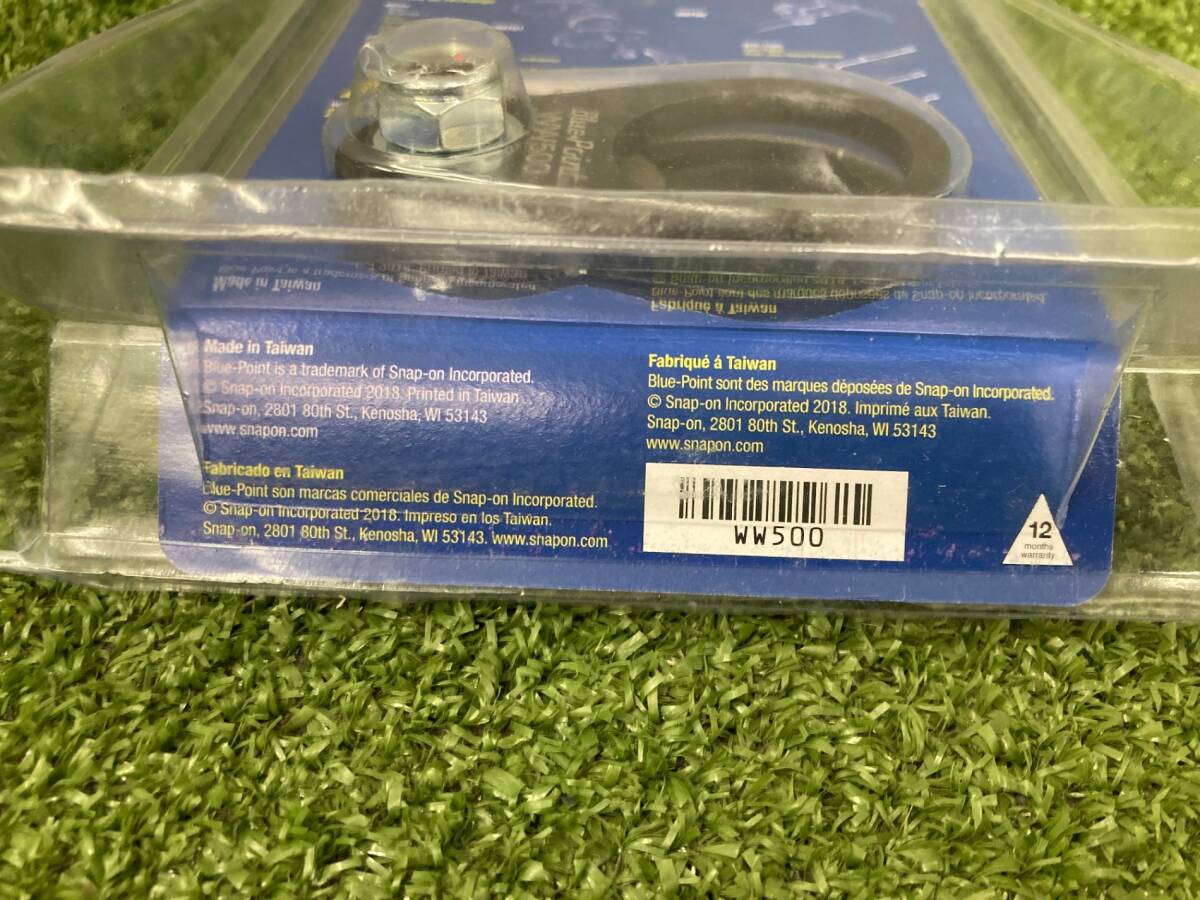 Blue-Point
WW500
Made in Taiwan
Blue-Point is a trademark of Snap-on Incorporated.
© Snap-on Incorporated 2018. Printed in Taiwan
Snap-on, 2801 80th St., Kenosha, WI 53143
www.snapon.com
Fabricado en Taiwan
Blue-Point son marcas comerciales de Snap-on Incorporated.
© Snap-on Incorporated 2018. Impreso en los Taiwan.
Snap-on, 2801 80th St., Kenosha, WI 53143. www.snapon.com
Fabriqué á Taiwan
Blue-Point sont des marques déposées de Snap-on Incorporated.
© Snap-on Incorporated 2018. Imprimé aux Taiwan.
Snap-on, 2801 80th St., Kenosha, WI 53143
www.snapon.com
WW500
12
months
warranty